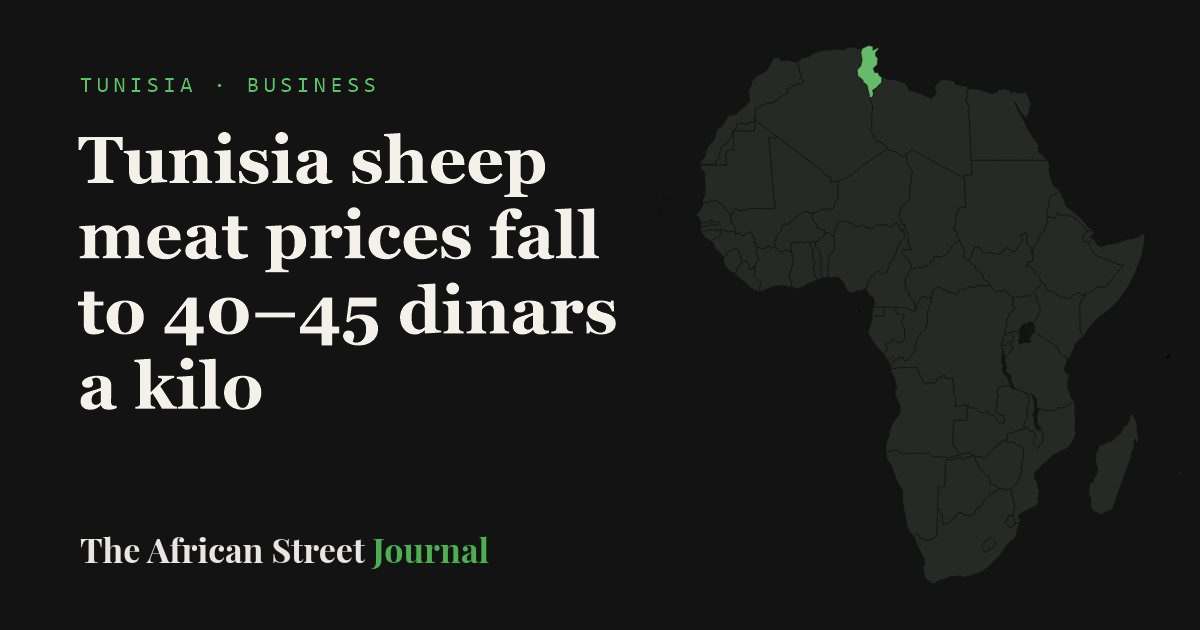 TUNISIA · BUSINESS
Tunisia sheep
meat prices fall
to 40–45 dinars
a kilo
The African Street Journal